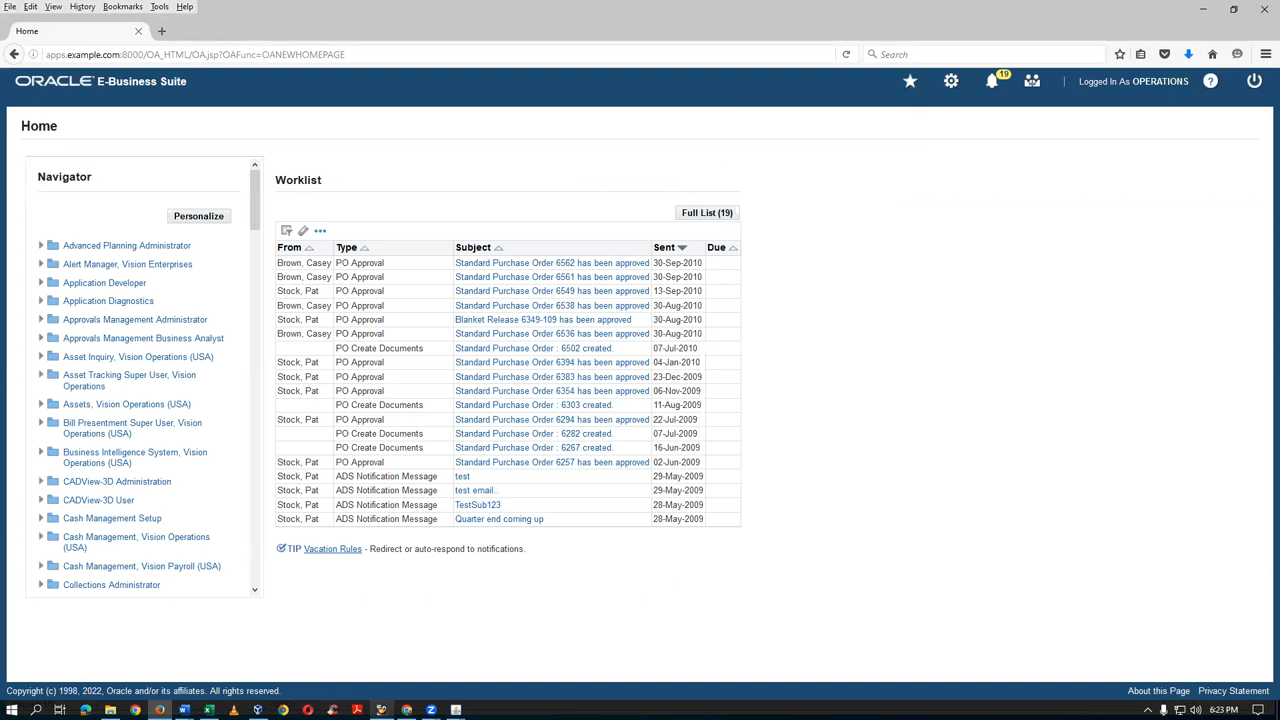 File Edit View History Bookmarks Tools Help
Home
apps.example.com:8000/OA_HTML/OA.jsp?OAFunc=OANEWHOMEPAGE
Search
ORACLE E-Business Suite
19
Logged In As OPERATIONS
Home
Navigator
Personalize
Advanced Planning Administrator
Alert Manager, Vision Enterprises
Application Developer
Application Diagnostics
Approvals Management Administrator
Approvals Management Business Analyst
Asset Inquiry, Vision Operations (USA)
Asset Tracking Super User, Vision
Operations
Assets, Vision Operations (USA)
Bill Presentment Super User, Vision
Operations (USA)
Business Intelligence System, Vision
Operations (USA)
CADView-3D Administration
CADView-3D User
Cash Management Setup
Cash Management, Vision Operations
(USA)
Cash Management, Vision Payroll (USA)
Collections Administrator
Worklist
Full List (19)
From Type Subject Sent Due
Brown, Casey PO Approval Standard Purchase Order 6562 has been approved 30-Sep-2010
Brown, Casey PO Approval Standard Purchase Order 6561 has been approved 30-Sep-2010
Stock, Pat PO Approval Standard Purchase Order 6549 has been approved 13-Sep-2010
Brown, Casey PO Approval Standard Purchase Order 6538 has been approved 30-Aug-2010
Stock, Pat PO Approval Blanket Release 6349-109 has been approved 30-Aug-2010
Brown, Casey PO Approval Standard Purchase Order 6536 has been approved 30-Aug-2010
PO Create Documents Standard Purchase Order : 6502 created. 07-Jul-2010
Stock, Pat PO Approval Standard Purchase Order 6394 has been approved 04-Jan-2010
Stock, Pat PO Approval Standard Purchase Order 6383 has been approved 23-Dec-2009
Stock, Pat PO Approval Standard Purchase Order 6354 has been approved 06-Nov-2009
PO Create Documents Standard Purchase Order : 6303 created. 11-Aug-2009
Stock, Pat PO Approval Standard Purchase Order 6294 has been approved 22-Jul-2009
PO Create Documents Standard Purchase Order : 6282 created. 07-Jul-2009
PO Create Documents Standard Purchase Order : 6267 created. 16-Jun-2009
Stock, Pat PO Approval Standard Purchase Order 6257 has been approved 02-Jun-2009
Stock, Pat ADS Notification Message test 29-May-2009
Stock, Pat ADS Notification Message test email.. 29-May-2009
Stock, Pat ADS Notification Message TestSub123 28-May-2009
Stock, Pat ADS Notification Message Quarter end coming up 28-May-2009
TIP Vacation Rules - Redirect or auto-respond to notifications.
Copyright (c) 1998, 2022, Oracle and/or its affiliates. All rights reserved.
About this Page Privacy Statement
6:23 PM